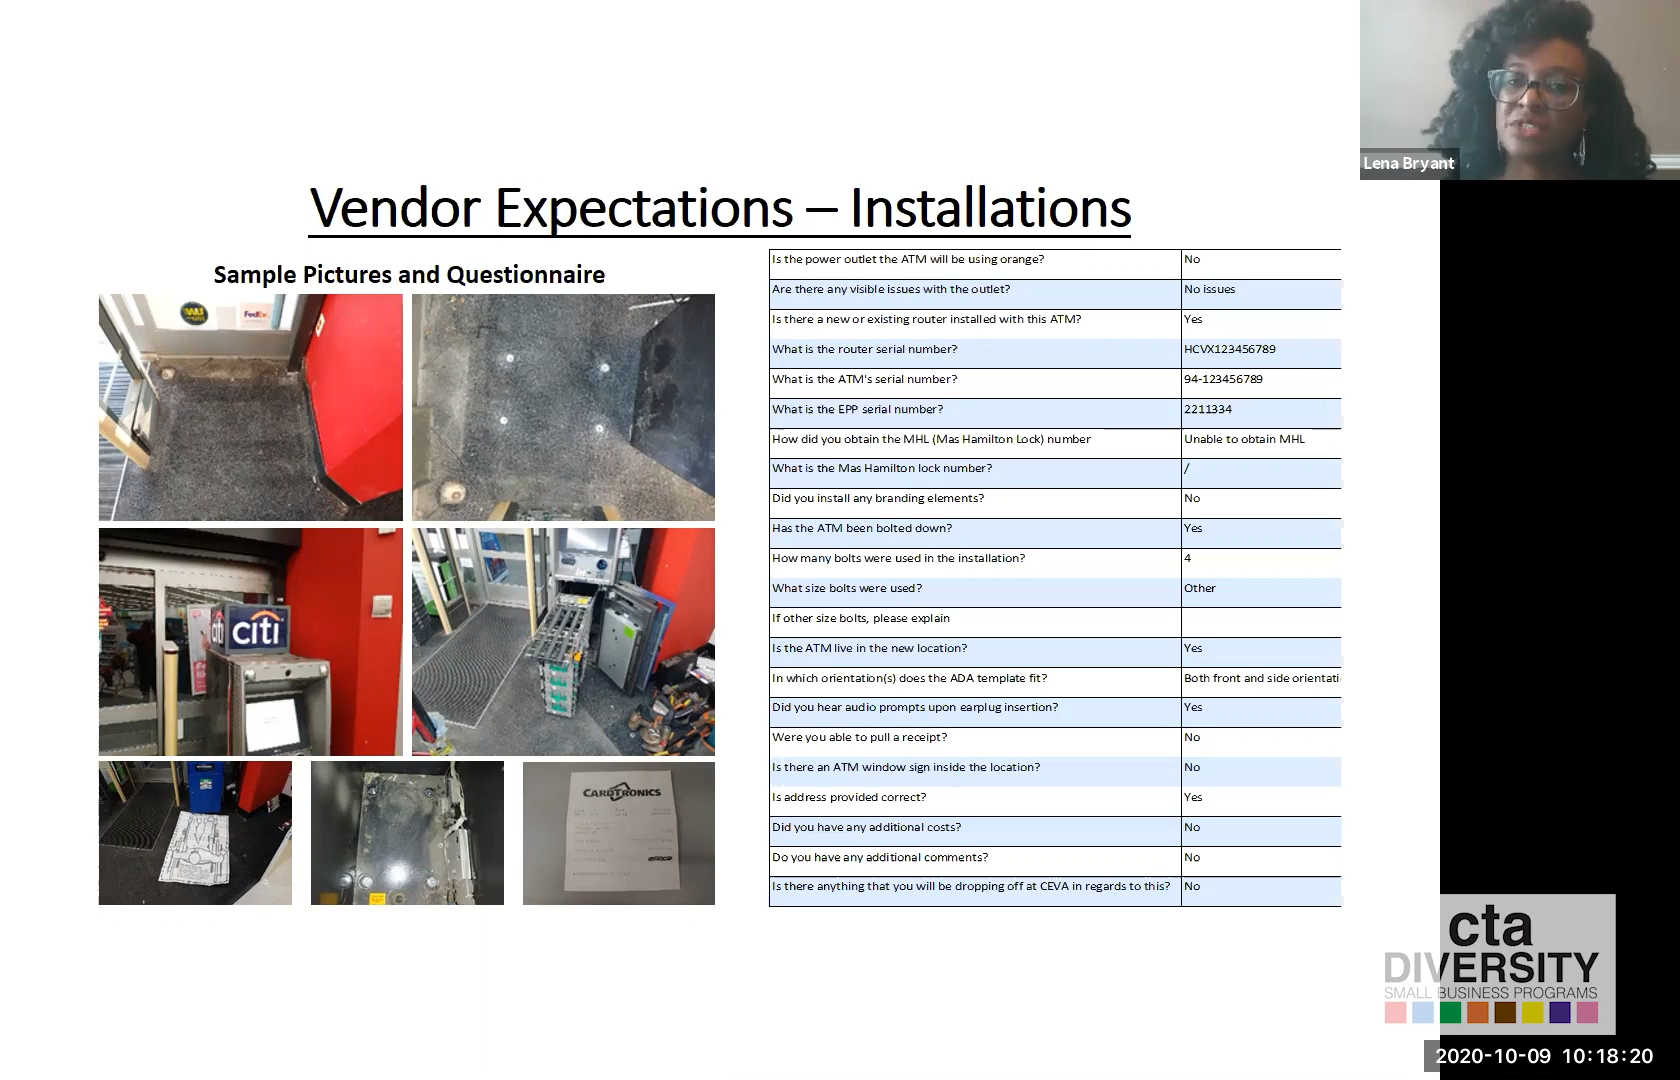 Lena Bryant
Vendor Expectations – Installations
Sample Pictures and Questionnaire
WU
FedEx
citi
citi
CARDTRONICS
Is the power outlet the ATM will be using orange? No
Are there any visible issues with the outlet? No issues
Is there a new or existing router installed with this ATM? Yes
What is the router serial number? HCVX123456789
What is the ATM's serial number? 94-123456789
What is the EPP serial number? 2211334
How did you obtain the MHL (Mas Hamilton Lock) number Unable to obtain MHL
What is the Mas Hamilton lock number? /
Did you install any branding elements? No
Has the ATM been bolted down? Yes
How many bolts were used in the installation? 4
What size bolts were used? Other
If other size bolts, please explain
Is the ATM live in the new location? Yes
In which orientation(s) does the ADA template fit? Both front and side orientati
Did you hear audio prompts upon earplug insertion? Yes
Were you able to pull a receipt? No
Is there an ATM window sign inside the location? No
Is address provided correct? Yes
Did you have any additional costs? No
Do you have any additional comments? No
Is there anything that you will be dropping off at CEVA in regards to this? No
cta
DIVERSITY
SMALL BUSINESS PROGRAMS
2020-10-09 10:18:20